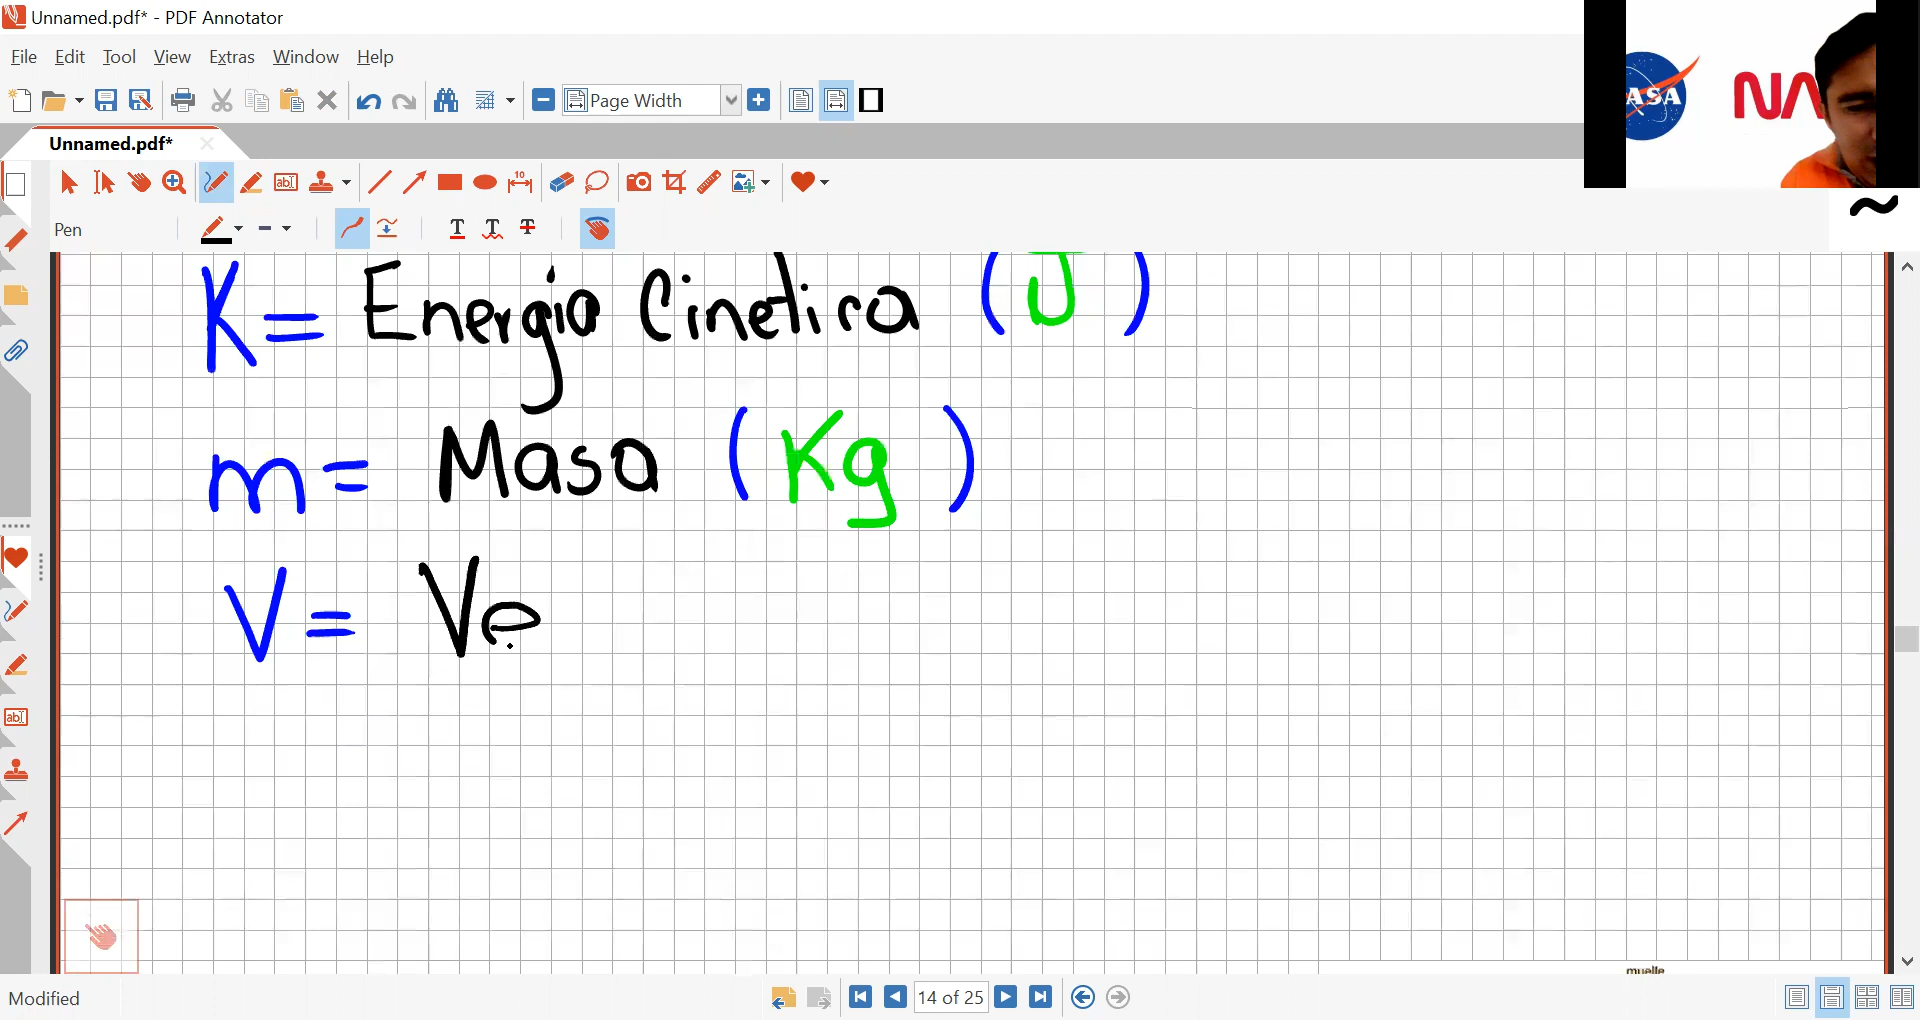 Unnamed.pdf* - PDF Annotator
File Edit Tool View Extras Window Help
Page Width
Unnamed.pdf*
Pen
K= Energia Cinetica (J)
m= Masa (Kg)
V= Ve
muelle
Modified
14 of 25